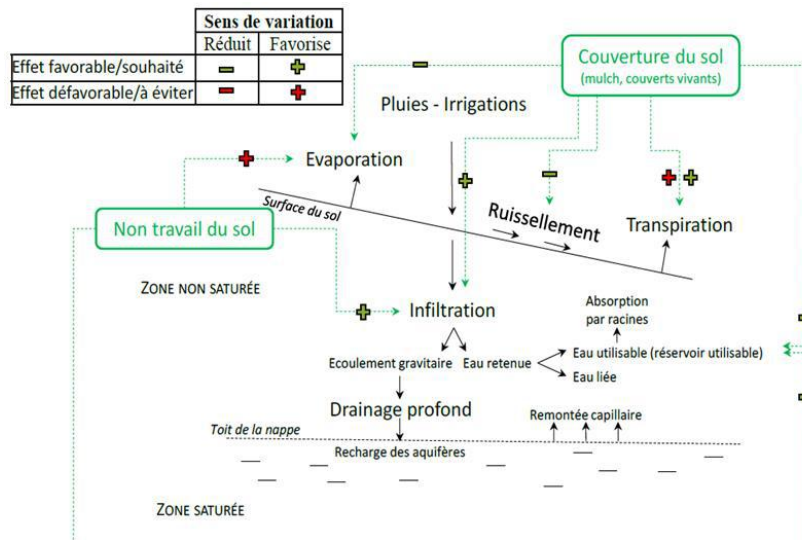 Sens de variation
Réduit Favorise
Effet favorable/souhaité − +
Effet défavorable/à éviter − +
Couverture du sol
(mulch, couverts vivants)
−
Pluies - Irrigations
+
Evaporation
+
−
+ +
Surface du sol
Ruissellement
Transpiration
Non travail du sol
ZONE NON SATURÉE
+
Infiltration
Absorption
par racines
Ecoulement gravitaire
Eau retenue
Eau utilisable (réservoir utilisable)
Eau liée
Drainage profond
Remontée capillaire
Toit de la nappe
Recharge des aquifères
ZONE SATURÉE